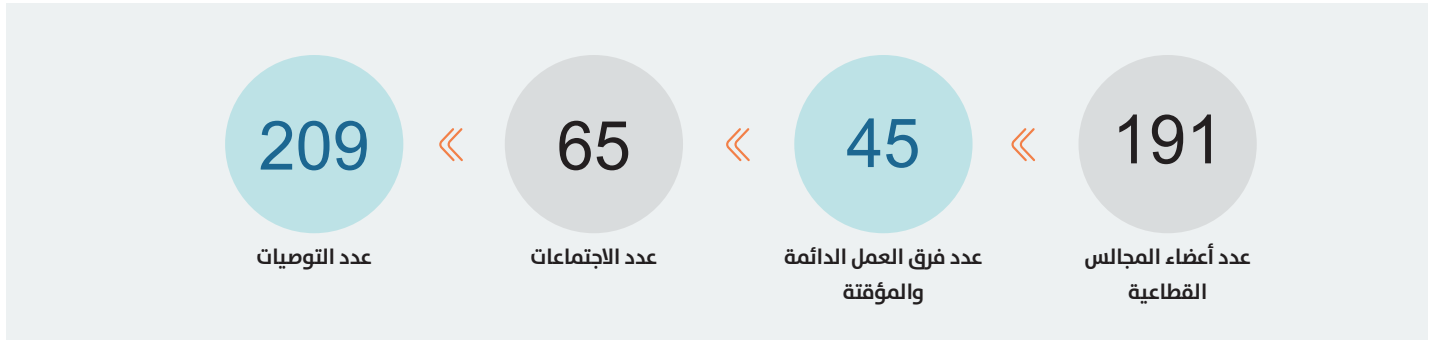 191
عدد أعضاء المجالس
القطاعية
45
عدد فرق العمل الدائمة
والمؤقتة
65
عدد الاجتماعات
209
عدد التوصيات